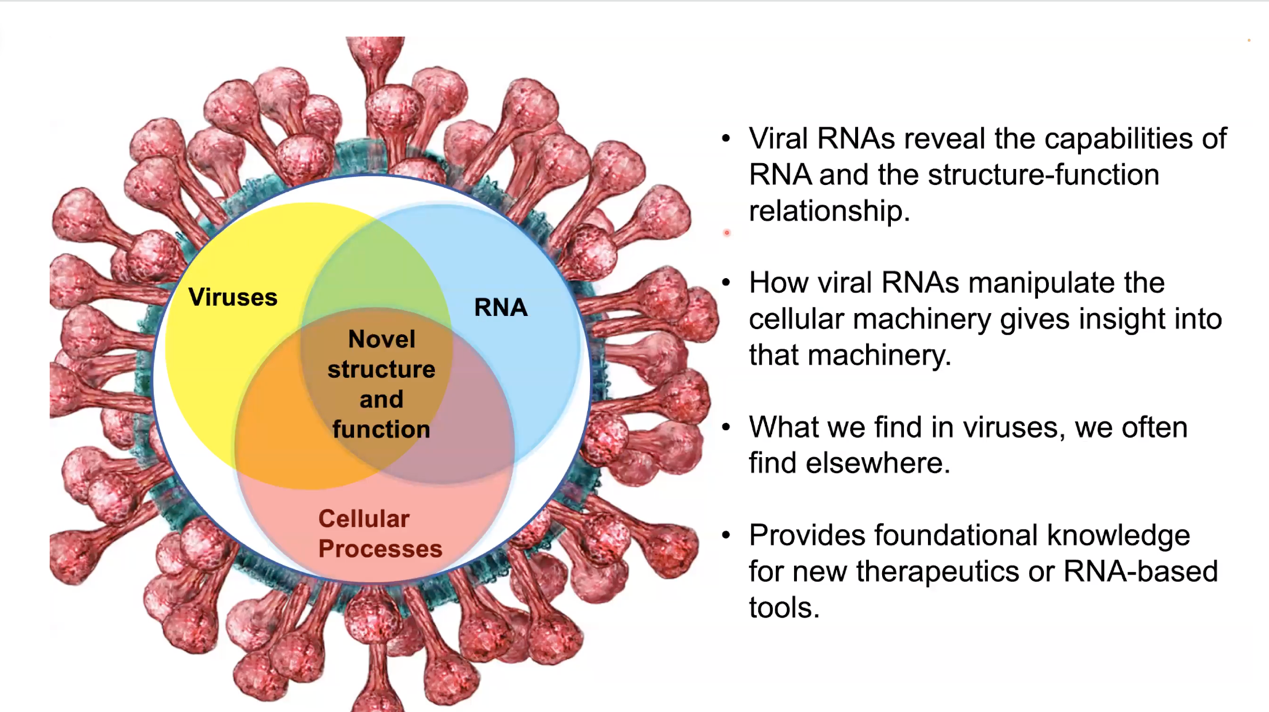 Viruses
RNA
Novel
structure
and
function
Cellular
Processes
• Viral RNAs reveal the capabilities of
RNA and the structure-function
relationship.
• How viral RNAs manipulate the
cellular machinery gives insight into
that machinery.
• What we find in viruses, we often
find elsewhere.
• Provides foundational knowledge
for new therapeutics or RNA-based
tools.